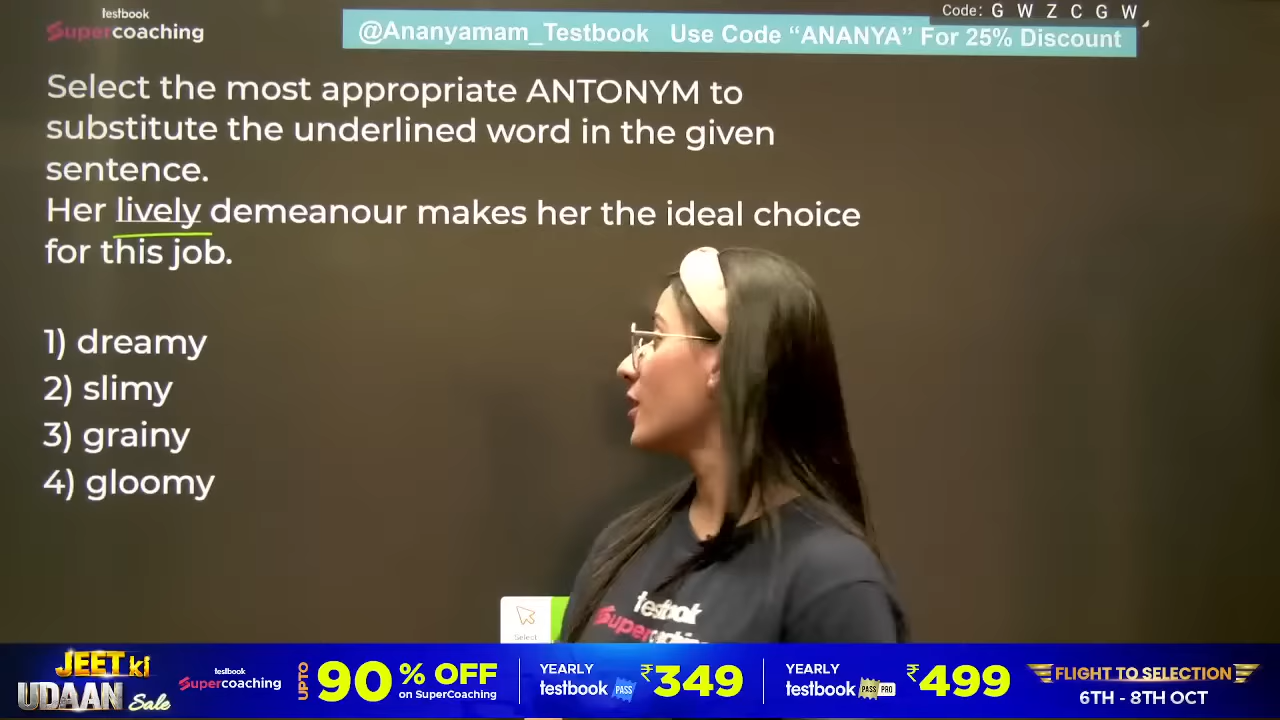 testbook
Supercoaching
@Ananyamam_Testbook Use Code “ANANYA” For 25% Discount
Code: G W Z C G W
Select the most appropriate ANTONYM to
substitute the underlined word in the given
sentence.
Her lively demeanour makes her the ideal choice
for this job.
1) dreamy
2) slimy
3) grainy
4) gloomy
Select
testbook
Supercoaching
JEET ki
UDAAN Sale
testbook
Supercoaching
UPTO 90% OFF
on SuperCoaching
YEARLY
testbook PASS
₹349
YEARLY
testbook PASS PRO
₹499
FLIGHT TO SELECTION
6TH - 8TH OCT